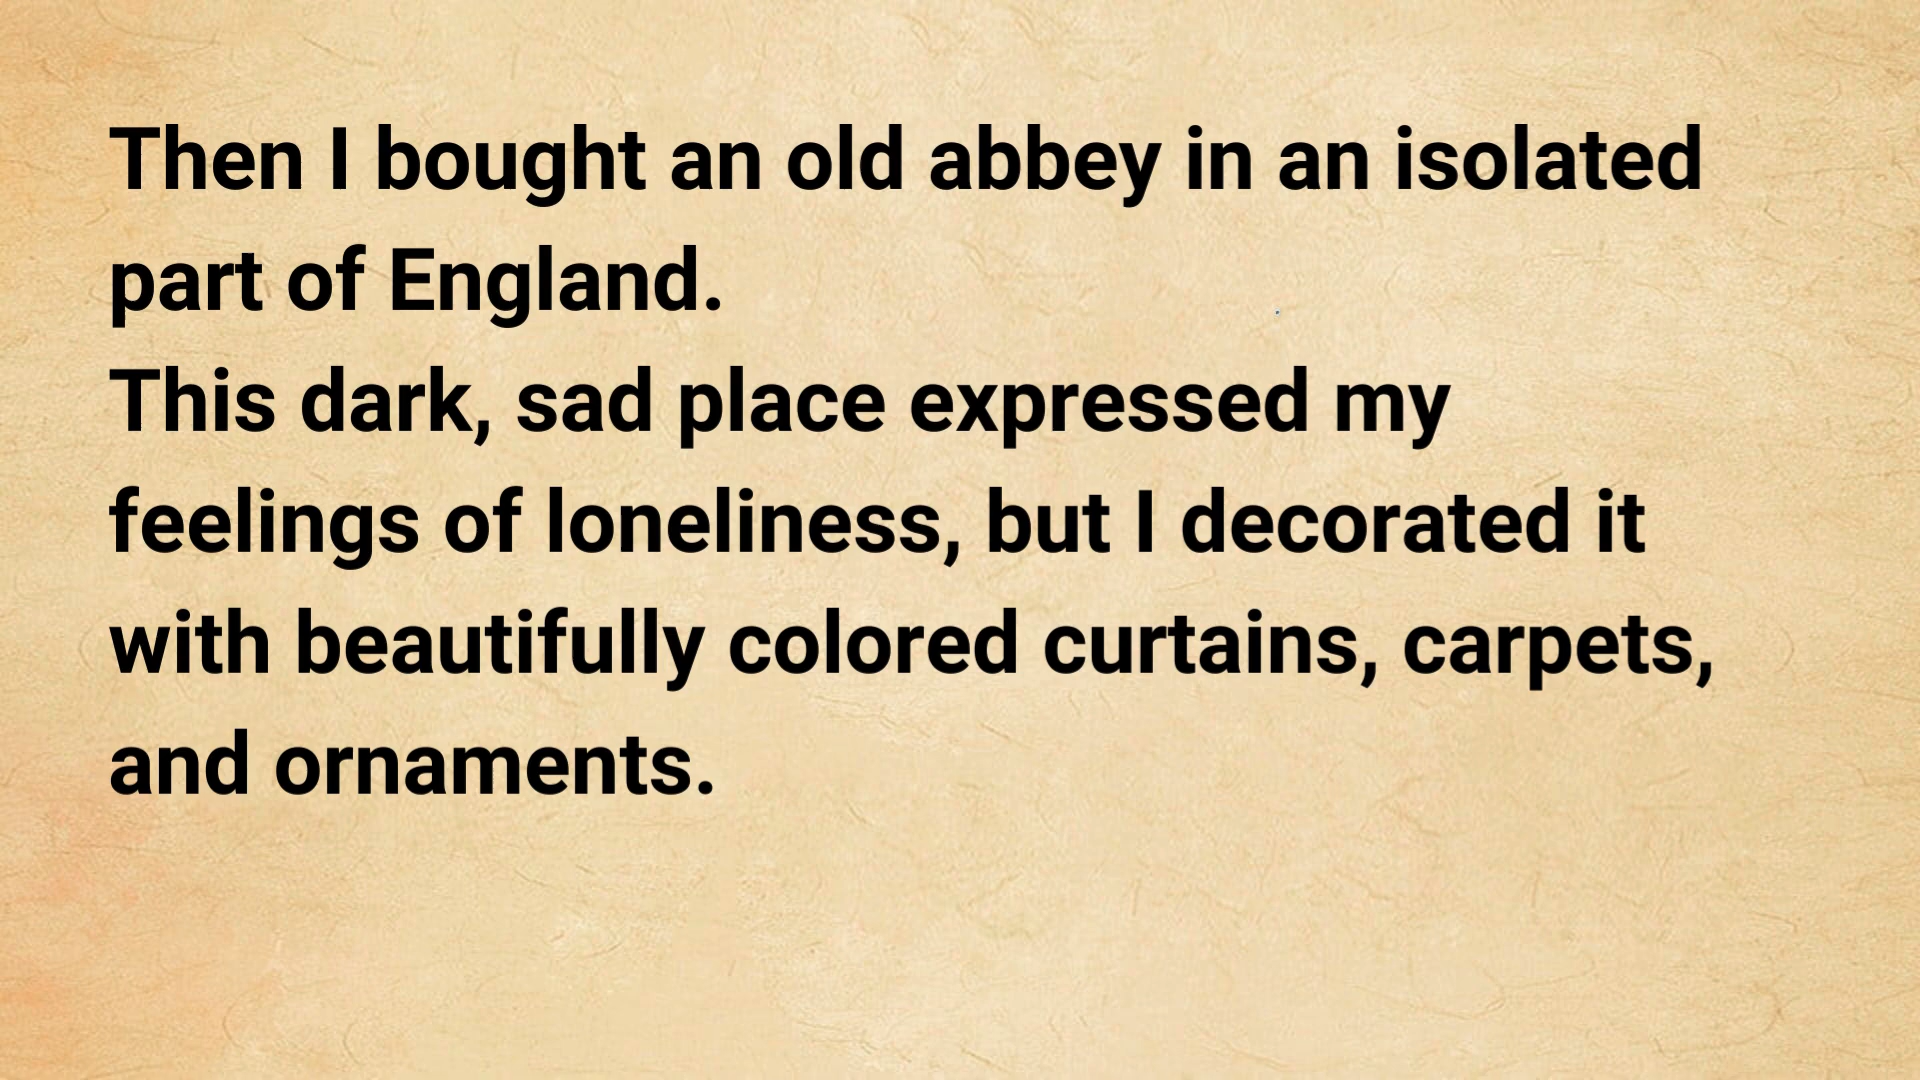 Then I bought an old abbey in an isolated
part of England.
This dark, sad place expressed my
feelings of loneliness, but I decorated it
with beautifully colored curtains, carpets,
and ornaments.